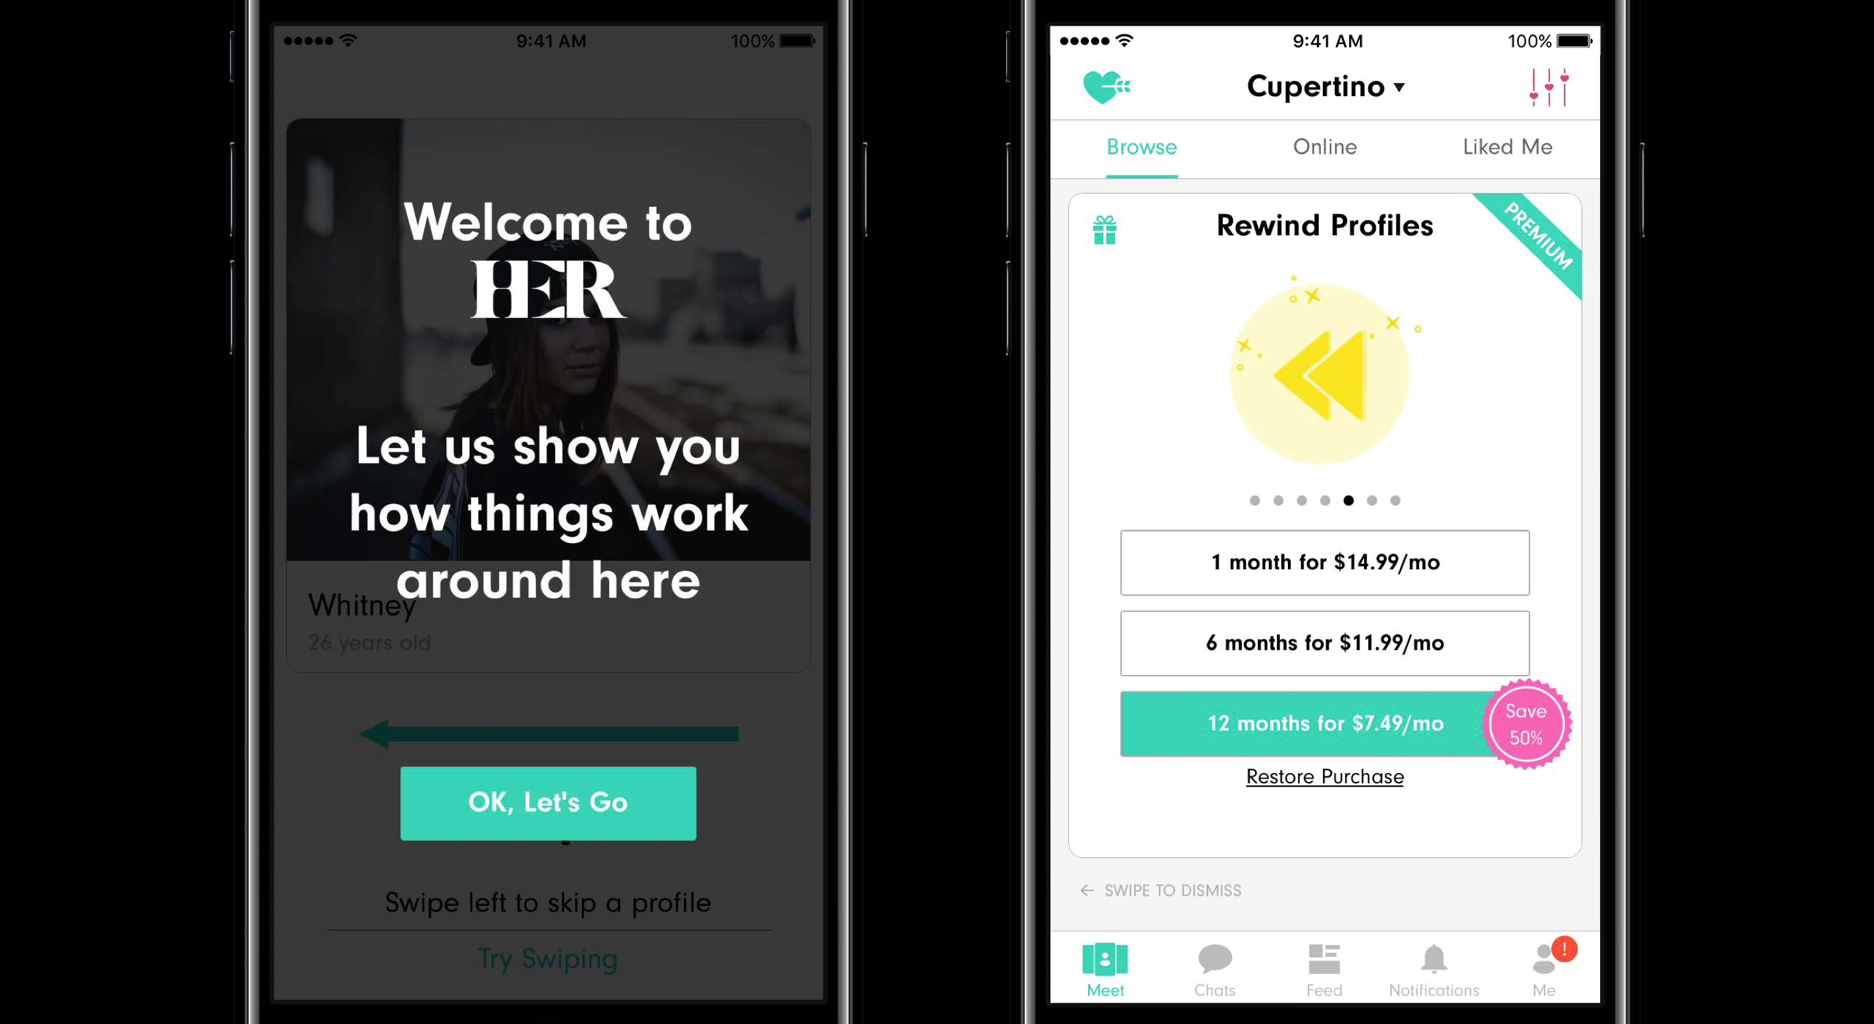 9:41 AM
100%
Welcome to
HER
Let us show you
how things work
around here
Whitney
26 years old
OK, Let's Go
Swipe left to skip a profile
Try Swiping
9:41 AM
100%
Cupertino
Browse
Online
Liked Me
Rewind Profiles
PREMIUM
1 month for $14.99/mo
6 months for $11.99/mo
12 months for $7.49/mo
Save
50%
Restore Purchase
SWIPE TO DISMISS
!
Meet
Chats
Feed
Notifications
Me